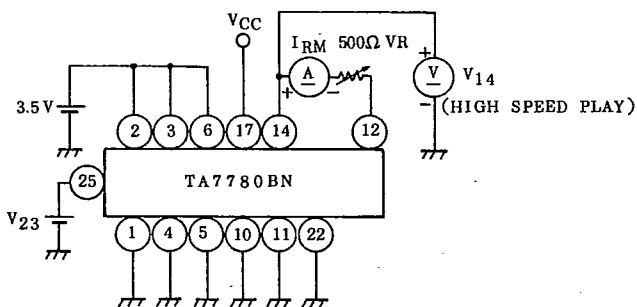 VCC
IRM 500Ω VR
A
+ −
+
V
−
V14
(HIGH SPEED PLAY)
3.5 V
2 3 6 17 14 12
25
TA7780BN
V23
1 4 5 10 11 22